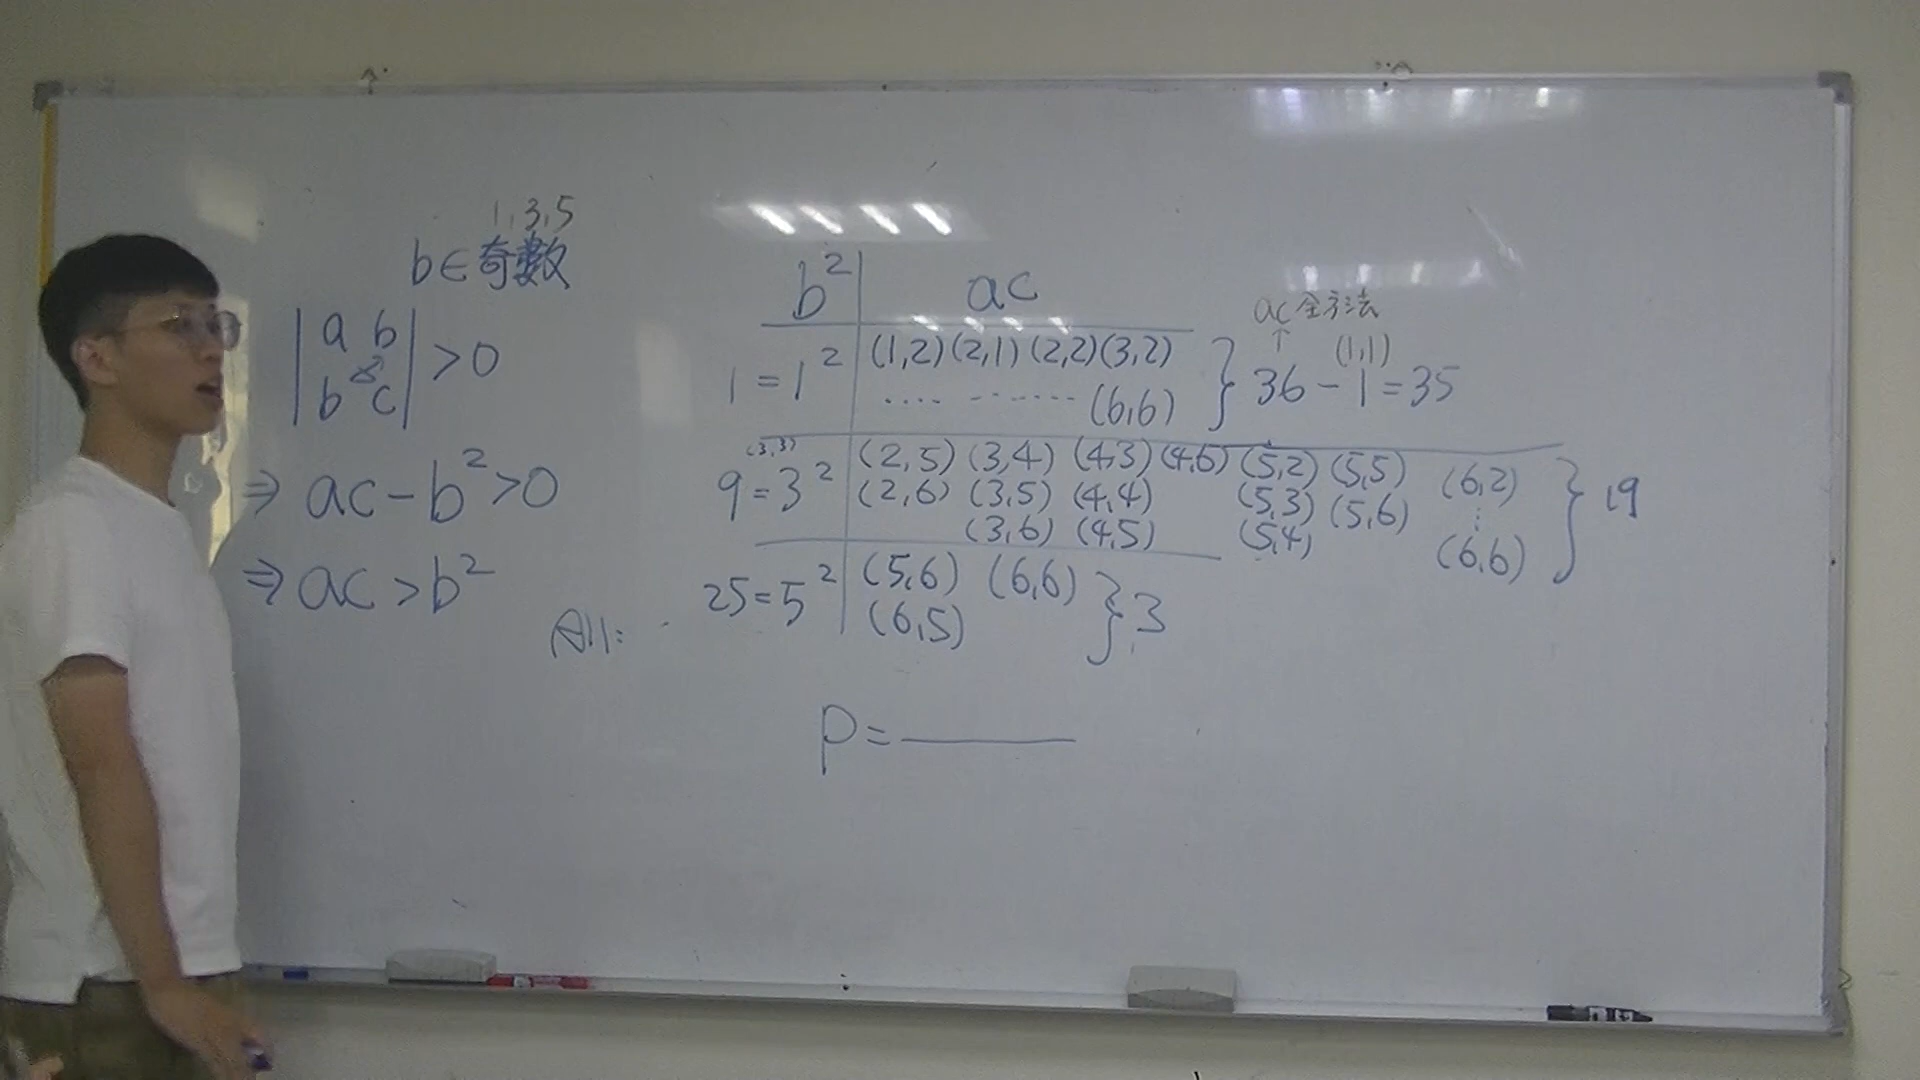 1,3,5
b∈奇數
| a b |
| b c | >0
⇒ ac-b²>0
⇒ ac>b²
b² | ac
1=1² | (1,2)(2,1)(2,2)(3,2)
.... ....... (6,6)
ac全方法
↑ (1,1)
} 36-1=35
(3,3)
9=3² | (2,5) (3,4) (4,3) (4,6) (5,2) (5,5) (6,2)
(2,6) (3,5) (4,4) (5,3) (5,6) ⋮
(3,6) (4,5) (5,4) (6,6)
} 19
25=5² | (5,6) (6,6)
(6,5)
} 3
All:
P=